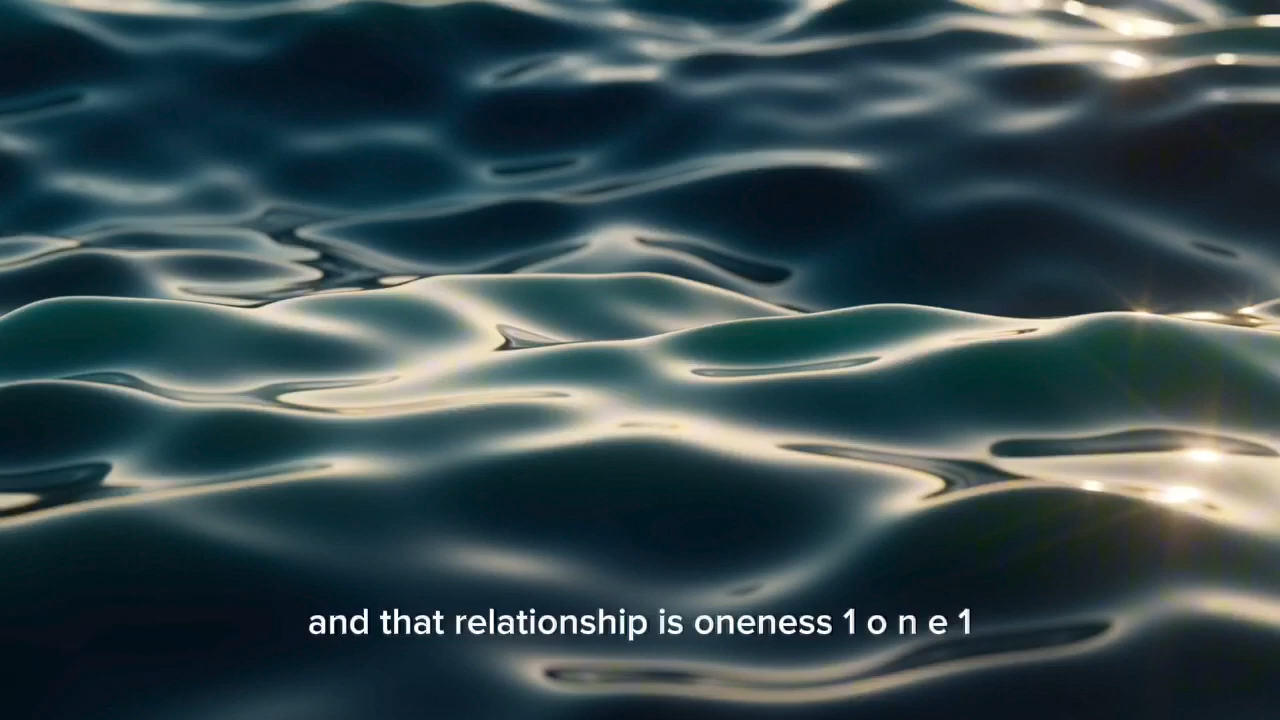 and that relationship is oneness 1 o n e 1